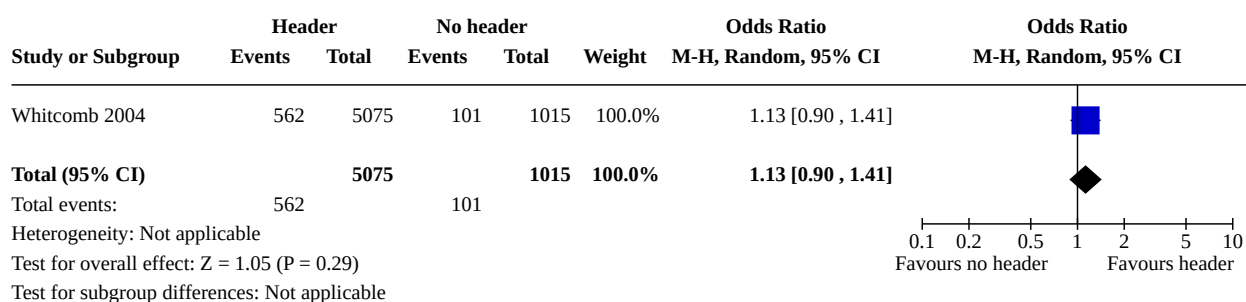 Header No header Odds Ratio Odds Ratio
Study or Subgroup Events Total Events Total Weight M-H, Random, 95% CI M-H, Random, 95% CI
Whitcomb 2004 562 5075 101 1015 100.0% 1.13 [0.90 , 1.41]
Total (95% CI) 5075 1015 100.0% 1.13 [0.90 , 1.41]
Total events: 562 101
Heterogeneity: Not applicable 0.1 0.2 0.5 1 2 5 10
Test for overall effect: Z = 1.05 (P = 0.29) Favours no header Favours header
Test for subgroup differences: Not applicable